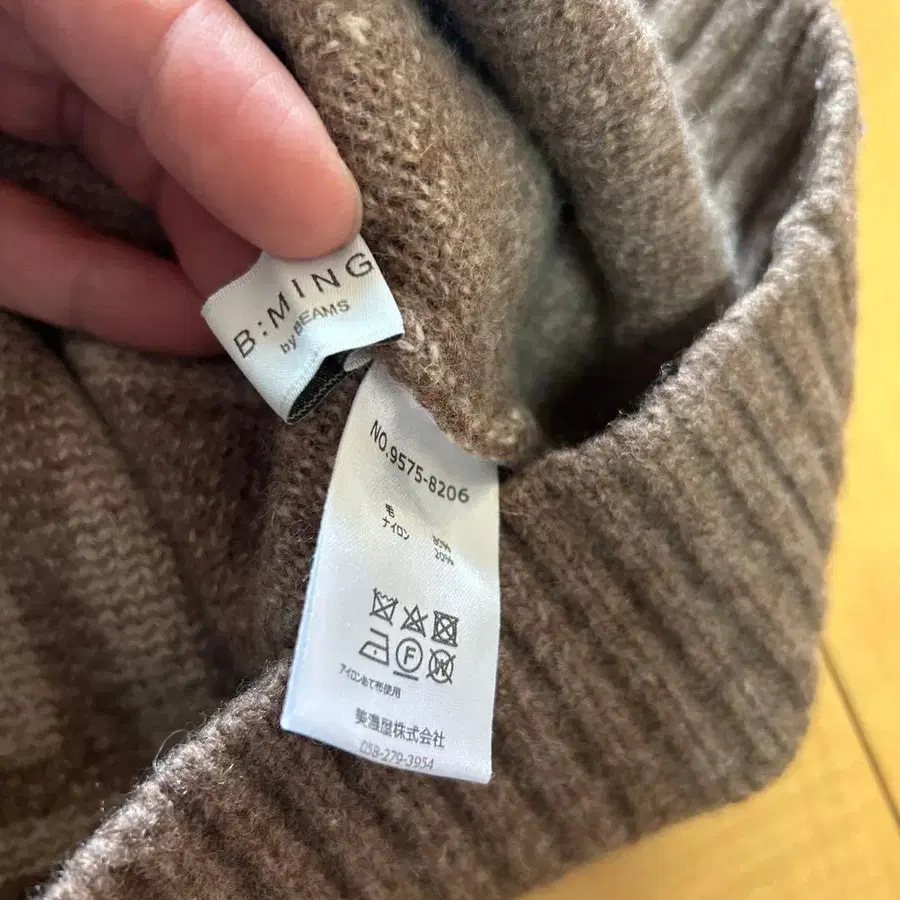 B:MING
by BEAMS
NO.9575-8206
毛 80%
ナイロン 20%
F
W
アイロンあて布使用
美濃屋株式会社
058-279-3954